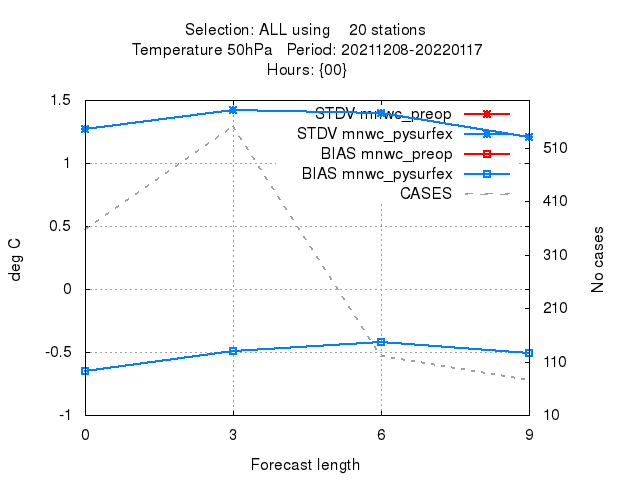 Selection: ALL using    20 stations
Temperature 50hPa   Period: 20211208-20220117
Hours: {00}
STDV mnwc_preop
STDV mnwc_pysurfex
BIAS mnwc_preop
BIAS mnwc_pysurfex
CASES
1.5
1
0.5
0
-0.5
-1
deg C
510
410
310
210
110
10
No cases
0 3 6 9
Forecast length